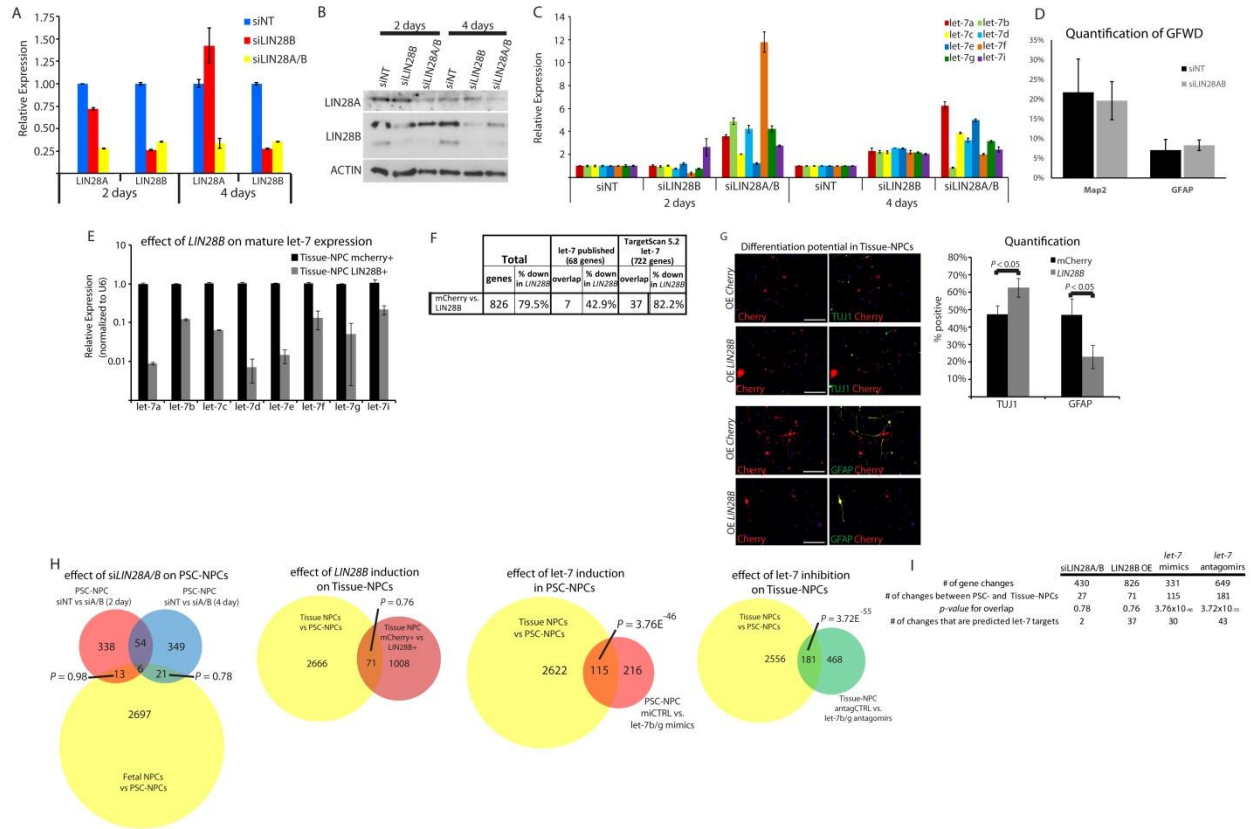 A
Relative Expression
1.75
1.50
1.25
1.00
0.75
0.50
0.25
siNT
siLIN28B
siLIN28A/B
LIN28A LIN28B LIN28A LIN28B
2 days 4 days
B
2 days 4 days
siNT siLIN28B siLIN28A/B siNT siLIN28B siLIN28A/B
LIN28A
LIN28B
ACTIN
C
Relative Expression
14
12
10
8
6
4
2
let-7a let-7b
let-7c let-7d
let-7e let-7f
let-7g let-7i
siNT siLIN28B siLIN28A/B siNT siLIN28B siLIN28A/B
2 days 4 days
D
Quantification of GFWD
35%
30%
25%
20%
15%
10%
5%
0%
siNT
siLIN28AB
Map2 GFAP
E
effect of LIN28B on mature let-7 expression
Tissue-NPC mcherry+
Tissue-NPC LIN28B+
Relative Expression
(normalized to U6)
10
1.0
0.1
0.01
let-7a let-7b let-7c let-7d let-7e let-7f let-7g let-7i
F
Total
let-7 published
(68 genes)
TargetScan 5.2
let-7
(722 genes)
genes % down in LIN28B overlap % down in LIN28B overlap % down in LIN28B
mCherry vs. LIN28B 826 79.5% 7 42.9% 37 82.2%
G
Differentiation potential in Tissue-NPCs
OE Cherry
Cherry
TUJ1 Cherry
OE LIN28B
Cherry
TUJ1 Cherry
OE Cherry
Cherry
GFAP Cherry
OE LIN28B
Cherry
GFAP Cherry
Quantification
% positive
80%
70%
60%
50%
40%
30%
20%
10%
P < 0.05
P < 0.05
mCherry
LIN28B
TUJ1 GFAP
H
effect of siLIN28A/B on PSC-NPCs
PSC-NPC
siNT vs siA/B (2 day)
PSC-NPC
siNT vs siA/B (4 day)
338 54 349
6
13 21
P = 0.98
P = 0.78
2697
Fetal NPCs
vs PSC-NPCs
effect of LIN28B induction
on Tissue-NPCs
P = 0.76
Tissue NPCs
vs PSC-NPCs
Tissue NPC
mCherry+ vs
LIN28B+
2666 71 1008
effect of let-7 induction
in PSC-NPCs
P = 3.76E-46
Tissue NPCs
vs PSC-NPCs
2622 115 216
PSC-NPC
miCTRL vs.
let-7b/g mimics
effect of let-7 inhibition
on Tissue-NPCs
P = 3.72E-55
Tissue NPCs
vs PSC-NPCs
2556 181 468
Tissue-NPC
antagCTRL vs.
let-7b/g antagomirs
I
siLIN28A/B LIN28B OE let-7 mimics let-7 antagomirs
# of gene changes 430 826 331 649
# of changes between PSC- and Tissue-NPCs 27 71 115 181
p-value for overlap 0.78 0.76 3.76x10-46 3.72x10-55
# of changes that are predicted let-7 targets 2 37 30 43